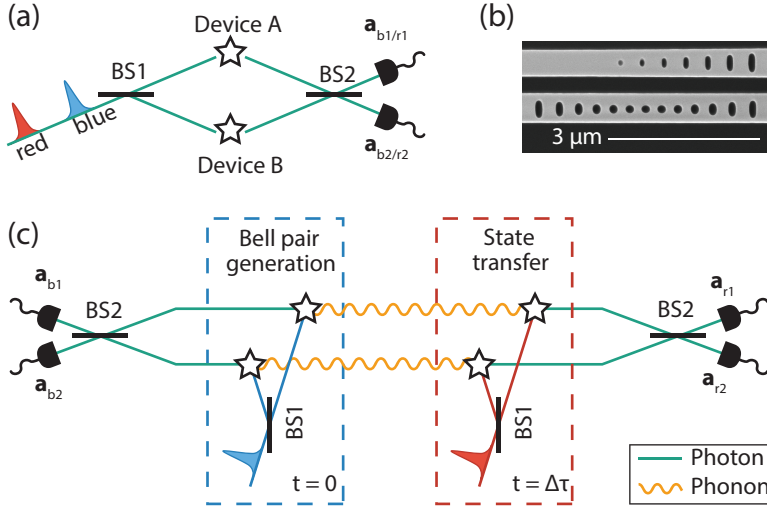 (a)
Device A
BS1
BS2
a_b1/r1
blue
red
Device B
a_b2/r2
(b)
3 μm
(c)
Bell pair
generation
State
transfer
a_b1
BS2
a_b2
BS1
t = 0
BS1
t = Δτ
a_r1
BS2
a_r2
Photon
Phonon